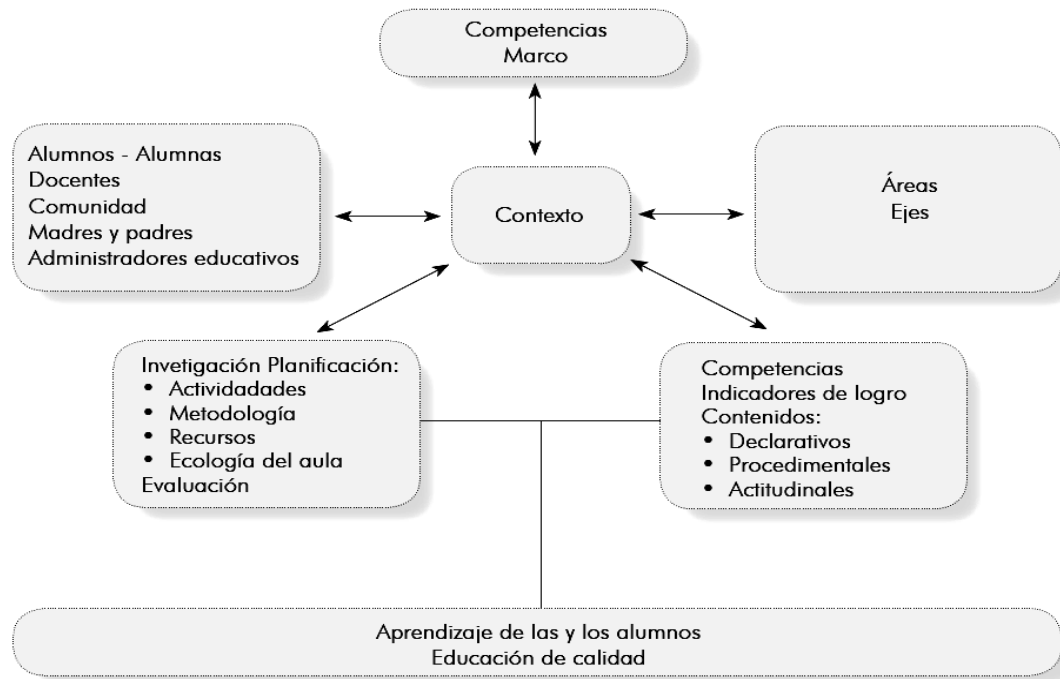 Competencias
Marco
Alumnos - Alumnas
Docentes
Comunidad
Madres y padres
Administradores educativos
Contexto
Áreas
Ejes
Invetigación Planificación:
• Actividadades
• Metodología
• Recursos
• Ecología del aula
Evaluación
Competencias
Indicadores de logro
Contenidos:
• Declarativos
• Procedimentales
• Actitudinales
Aprendizaje de las y los alumnos
Educación de calidad